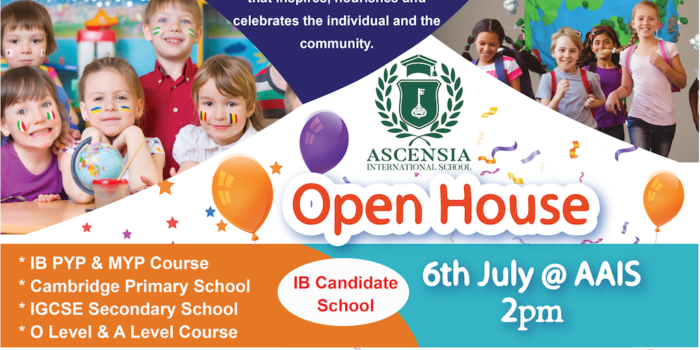 that inspires, nourishes and
celebrates the individual and the
community.
ASCENSIA
INTERNATIONAL SCHOOL
Open House
* IB PYP & MYP Course
* Cambridge Primary School
* IGCSE Secondary School
* O Level & A Level Course
IB Candidate
School
6th July @ AAIS
2pm